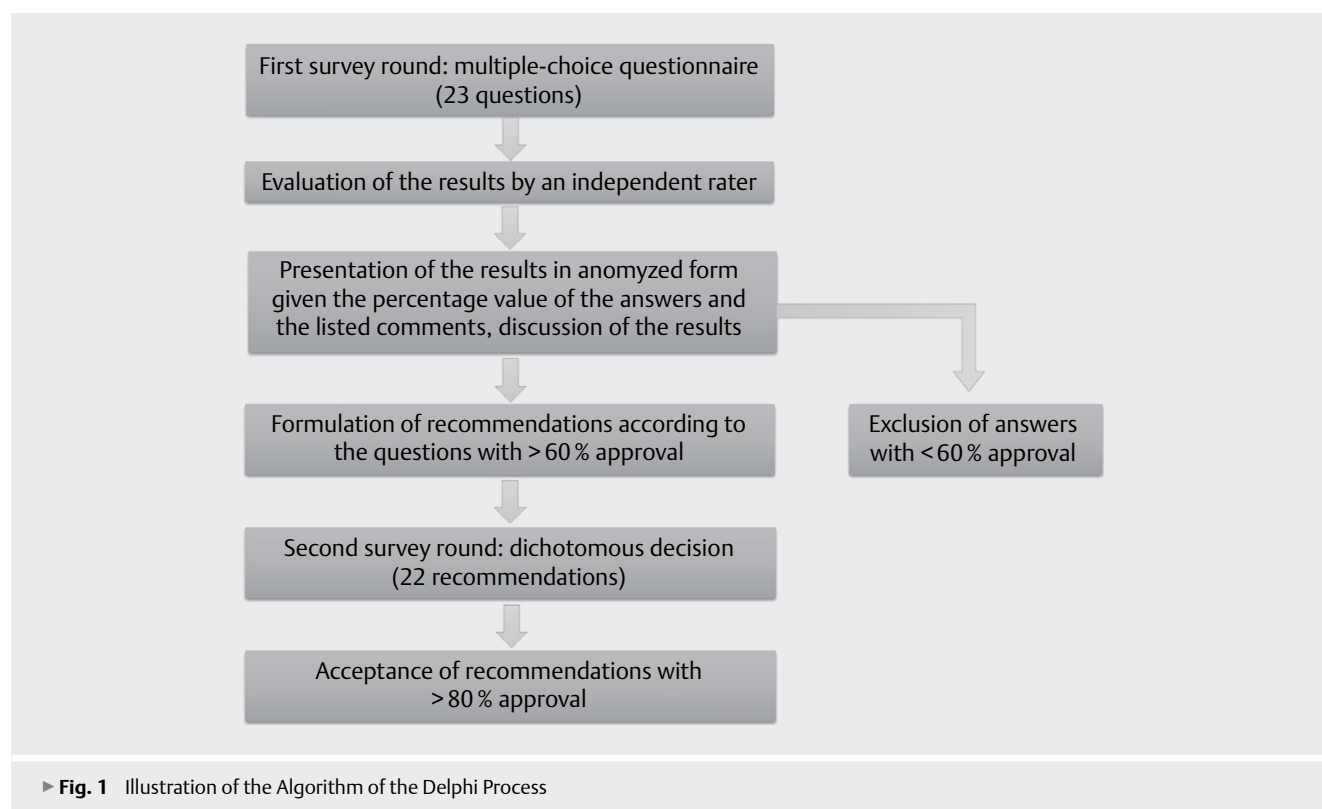 First survey round: multiple-choice questionnaire
(23 questions)
Evaluation of the results by an independent rater
Presentation of the results in anomyzed form
given the percentage value of the answers and
the listed comments, discussion of the results
Formulation of recommendations according to
the questions with > 60 % approval
Exclusion of answers
with < 60 % approval
Second survey round: dichotomous decision
(22 recommendations)
Acceptance of recommendations with
> 80 % approval
▶ Fig. 1 Illustration of the Algorithm of the Delphi Process